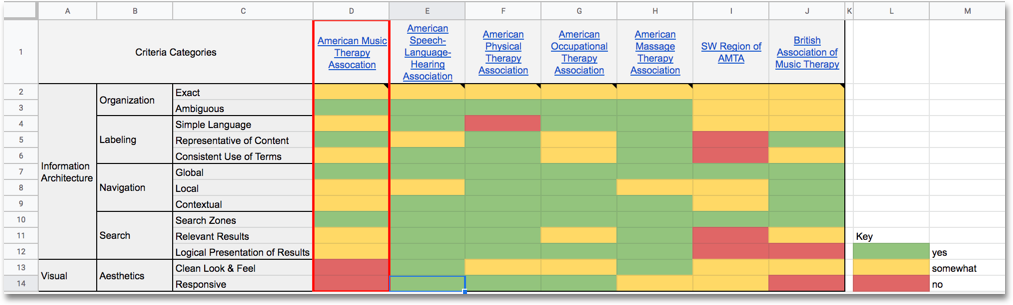 A B C D E F G H I J K L M
1
Criteria Categories
American Music
Therapy
Assocation
American
Speech-
Language-
Hearing
Association
American
Physical
Therapy
Association
American
Occupational
Therapy
Association
American
Massage
Therapy
Association
SW Region of
AMTA
British
Association of
Music Therapy
2 Exact
Organization
3 Ambiguous
4 Simple Language
5 Labeling Representative of Content
6 Consistent Use of Terms
Information
Architecture
7 Global
8 Navigation Local
9 Contextual
10 Search Zones
11 Search Relevant Results Key
12 Logical Presentation of Results yes
13 Clean Look & Feel somewhat
Visual Aesthetics
14 Responsive no